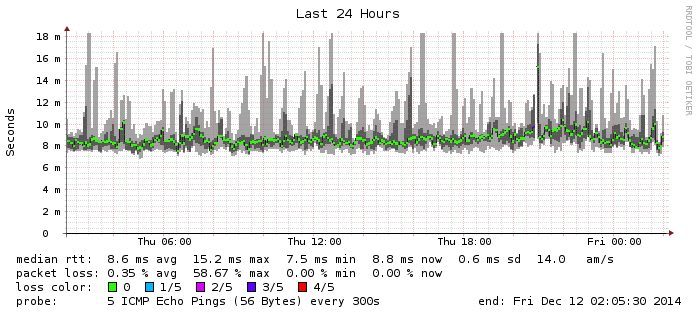 Last 24 Hours
RRDTOOL / TOBI OETIKER
Seconds
18 m
16 m
14 m
12 m
10 m
8 m
6 m
4 m
2 m
0
Thu 06:00 Thu 12:00 Thu 18:00 Fri 00:00
median rtt: 8.6 ms avg 15.2 ms max 7.5 ms min 8.8 ms now 0.6 ms sd 14.0 am/s
packet loss: 0.35 % avg 58.67 % max 0.00 % min 0.00 % now
loss color: 0 1/5 2/5 3/5 4/5
probe: 5 ICMP Echo Pings (56 Bytes) every 300s end: Fri Dec 12 02:05:30 2014